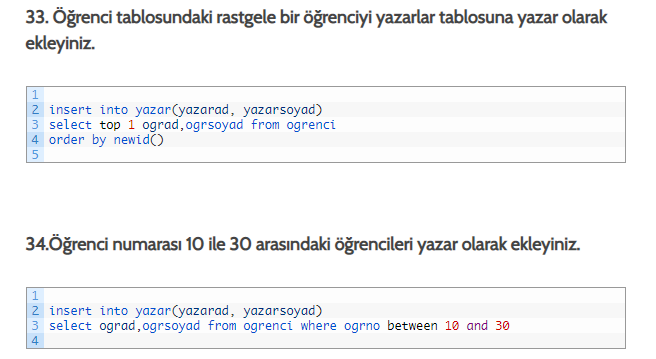 33. Öğrenci tablosundaki rastgele bir öğrenciyi yazarlar tablosuna yazar olarak
ekleyiniz.
1
2 insert into yazar(yazarad, yazarsoyad)
3 select top 1 ograd,ogrsoyad from ogrenci
4 order by newid()
5
34.Öğrenci numarası 10 ile 30 arasındaki öğrencileri yazar olarak ekleyiniz.
1
2 insert into yazar(yazarad, yazarsoyad)
3 select ograd,ogrsoyad from ogrenci where ogrno between 10 and 30
4